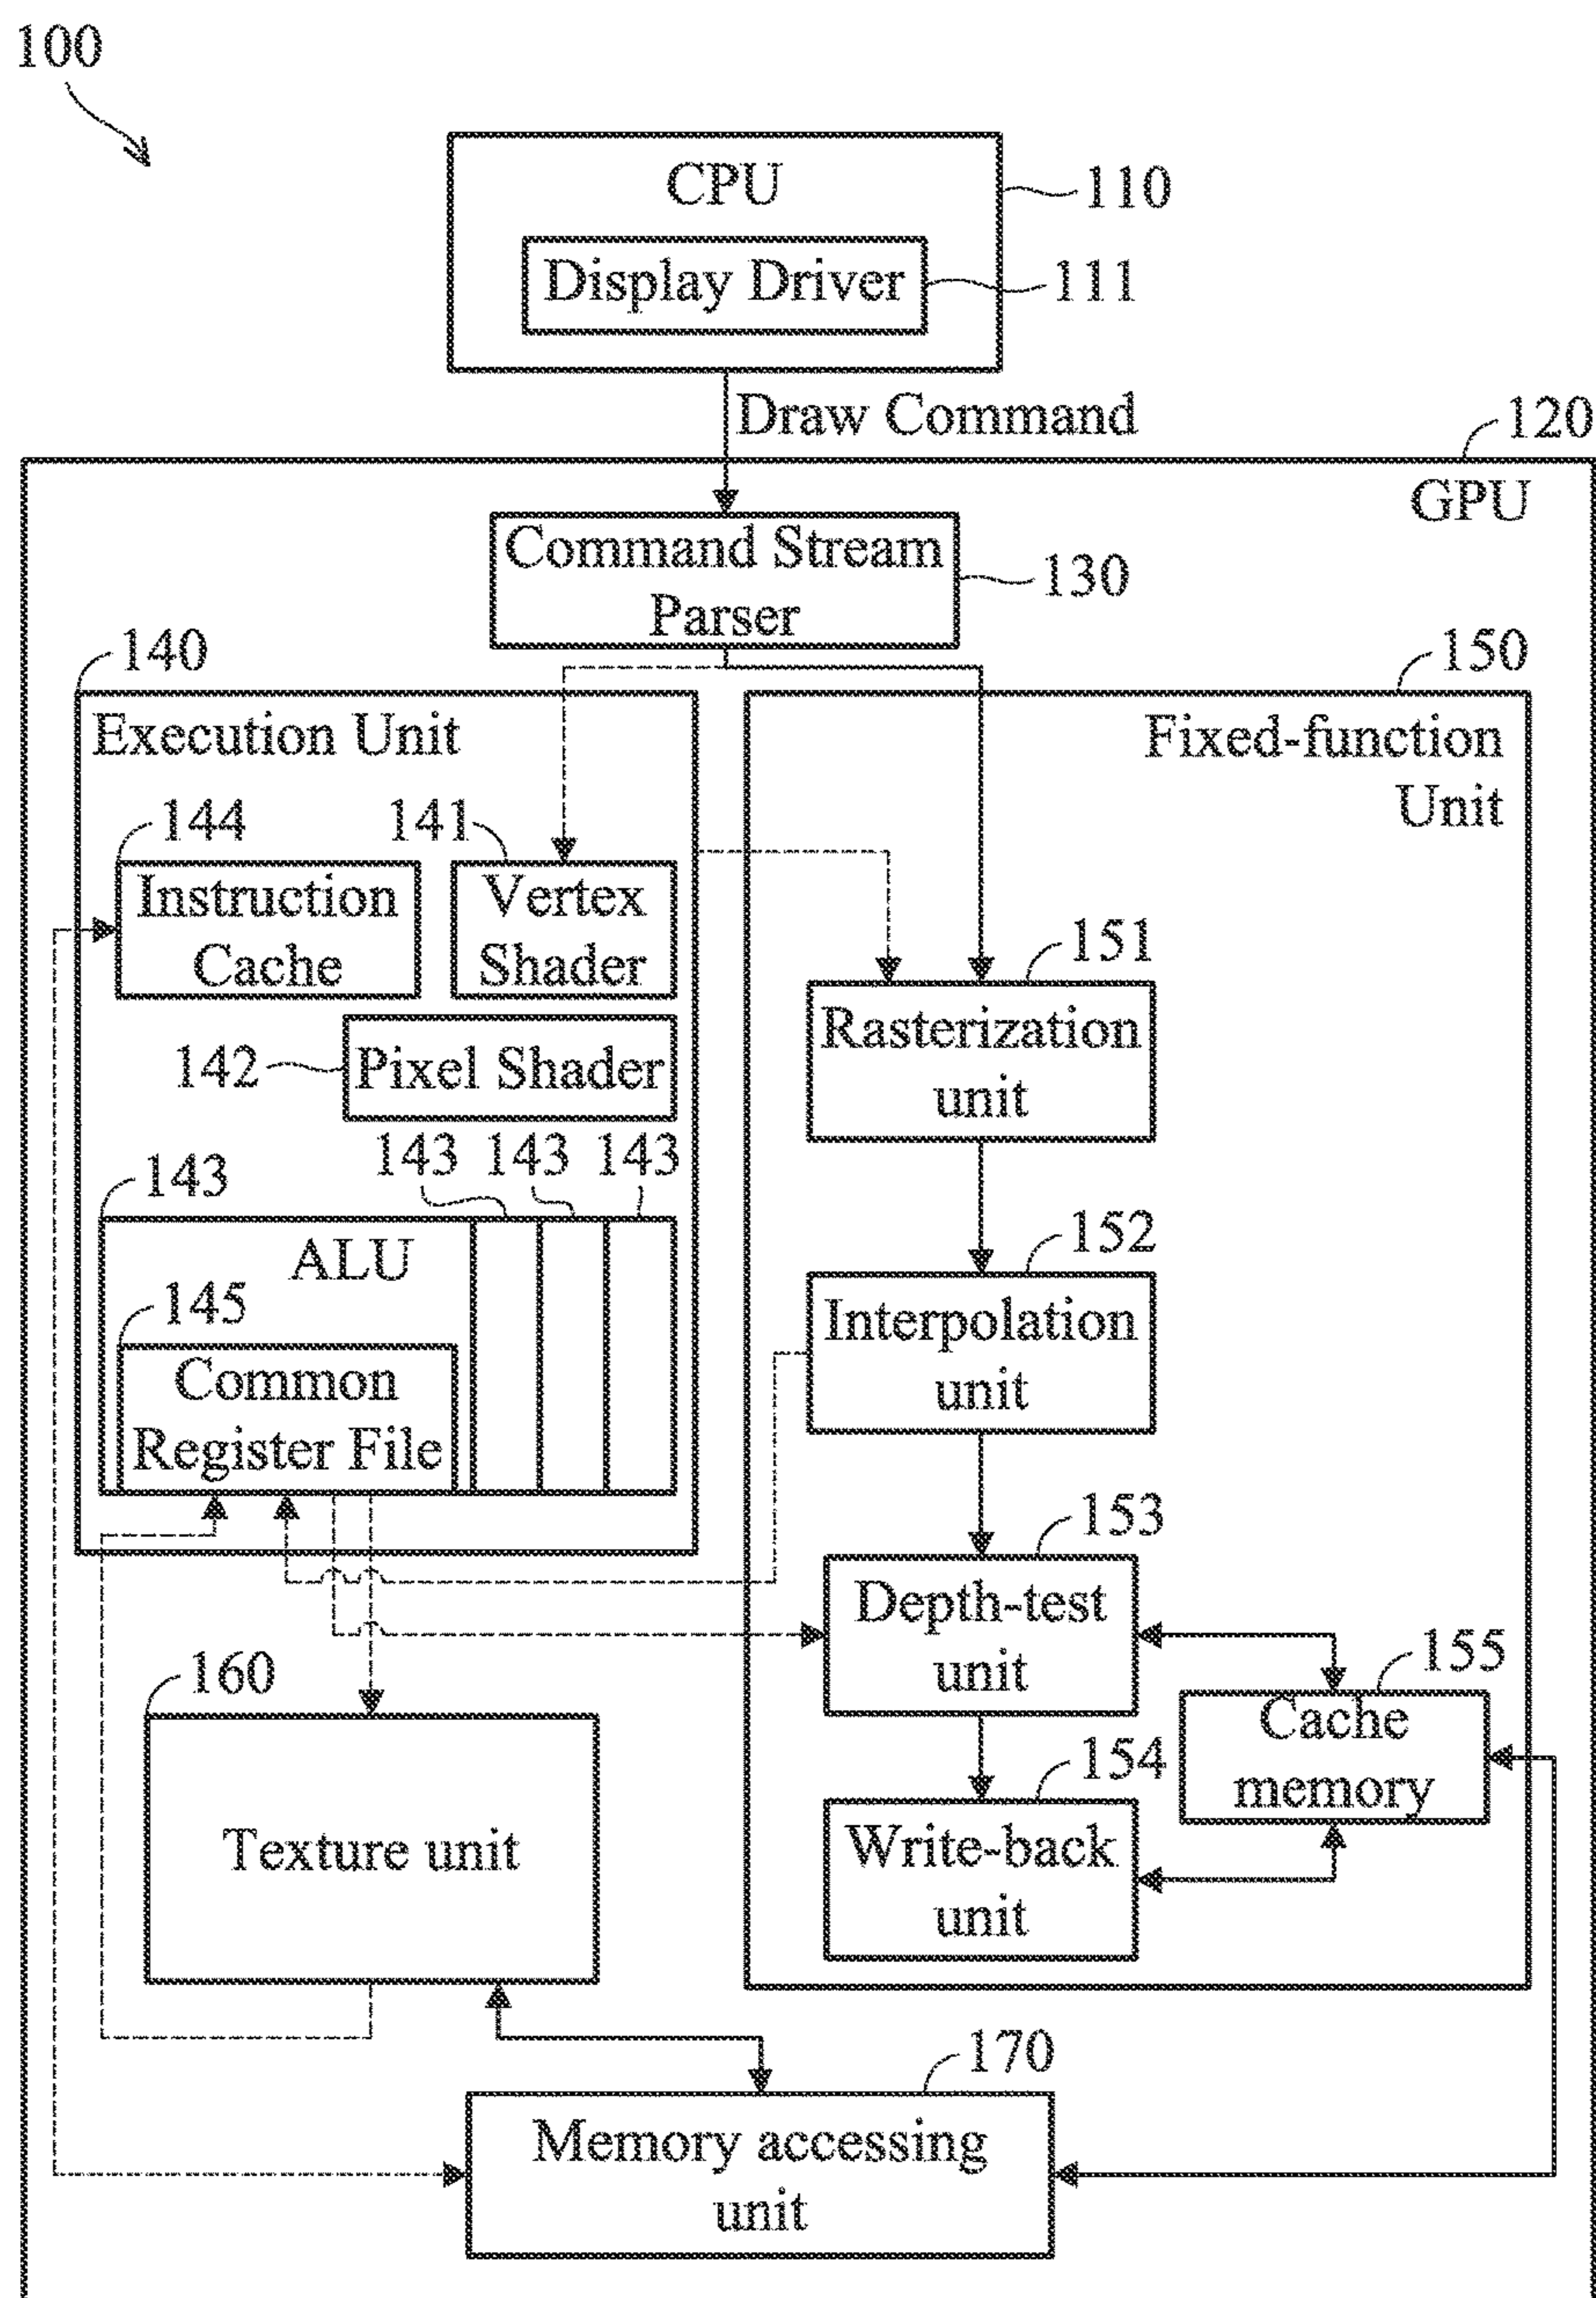 100
CPU
110
Display Driver
111
Draw Command
120
GPU
Command Stream
Parser
130
140
150
Execution Unit
Fixed-function
Unit
144
141
Instruction
Cache
Vertex
Shader
151
Rasterization
unit
142
Pixel Shader
143
143
143
143
ALU
152
145
Interpolation
unit
Common
Register File
153
Depth-test
unit
160
155
Cache
memory
154
Texture unit
Write-back
unit
170
Memory accessing
unit